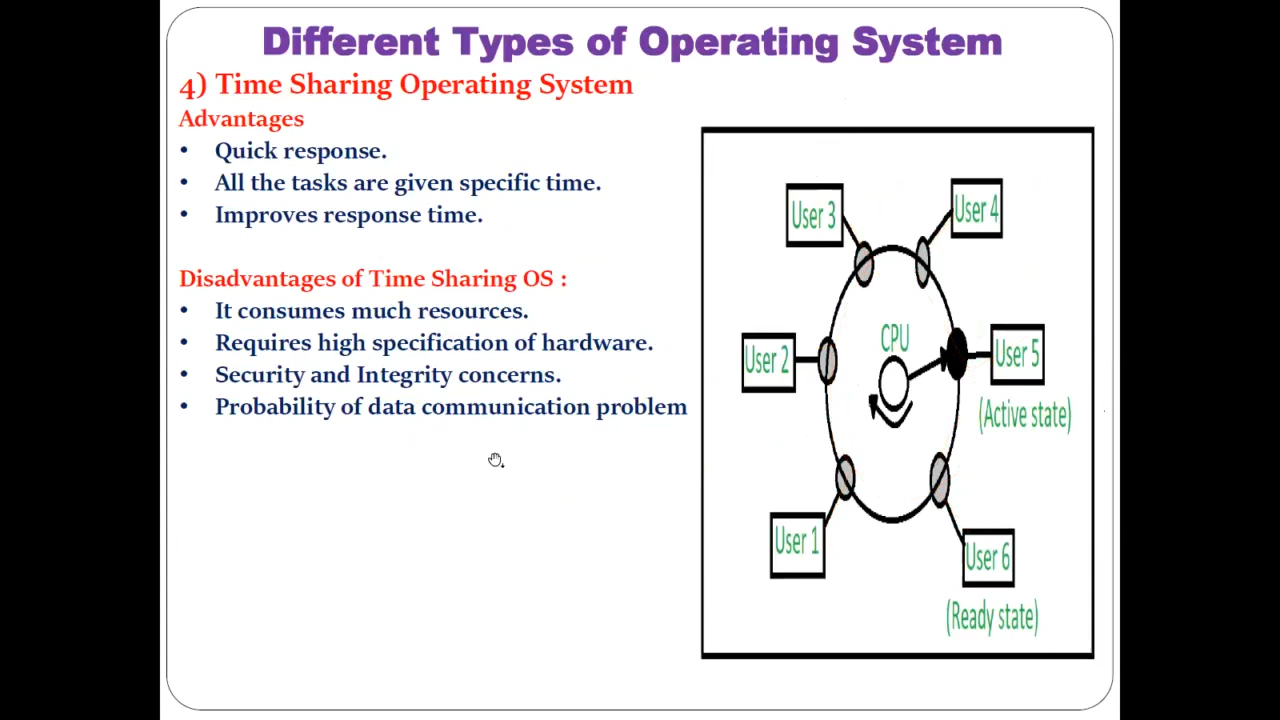 Different Types of Operating System
4) Time Sharing Operating System
Advantages
• Quick response.
• All the tasks are given specific time.
• Improves response time.
Disadvantages of Time Sharing OS :
• It consumes much resources.
• Requires high specification of hardware.
• Security and Integrity concerns.
• Probability of data communication problem
User 3
User 4
CPU
User 2
User 5
(Active state)
User 1
User 6
(Ready state)